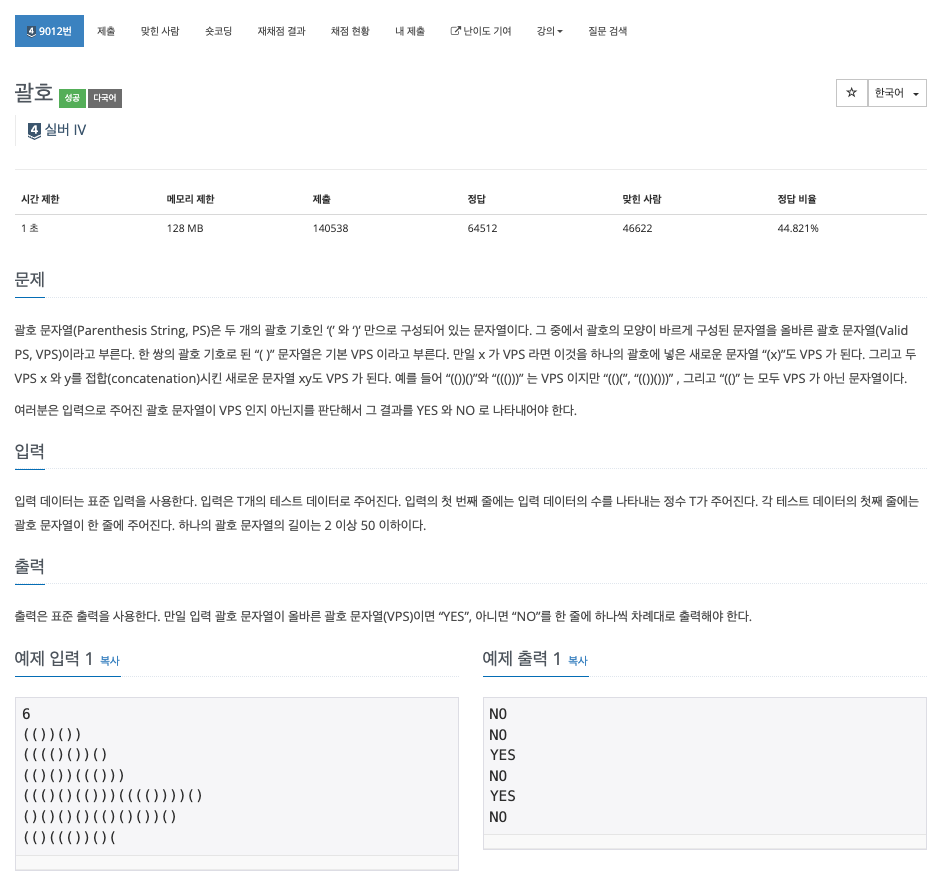 4 9012번 제출 맞힌 사람 숏코딩 재채점 결과 채점 현황 내 제출 난이도 기여 강의 질문 검색
괄호 성공 다국어 ☆ 한국어
4 실버 IV
시간 제한 메모리 제한 제출 정답 맞힌 사람 정답 비율
1 초 128 MB 140538 64512 46622 44.821%
문제
괄호 문자열(Parenthesis String, PS)은 두 개의 괄호 기호인 ‘(’ 와 ‘)’ 만으로 구성되어 있는 문자열이다. 그 중에서 괄호의 모양이 바르게 구성된 문자열을 올바른 괄호 문자열(Valid
PS, VPS)이라고 부른다. 한 쌍의 괄호 기호로 된 “( )” 문자열은 기본 VPS 이라고 부른다. 만일 x 가 VPS 라면 이것을 하나의 괄호에 넣은 새로운 문자열 “(x)”도 VPS 가 된다. 그리고 두
VPS x 와 y를 접합(concatenation)시킨 새로운 문자열 xy도 VPS 가 된다. 예를 들어 “(())()”와 “((()))” 는 VPS 이지만 “(()(”, “(())()))” , 그리고 “(()” 는 모두 VPS 가 아닌 문자열이다.
여러분은 입력으로 주어진 괄호 문자열이 VPS 인지 아닌지를 판단해서 그 결과를 YES 와 NO 로 나타내어야 한다.
입력
입력 데이터는 표준 입력을 사용한다. 입력은 T개의 테스트 데이터로 주어진다. 입력의 첫 번째 줄에는 입력 데이터의 수를 나타내는 정수 T가 주어진다. 각 테스트 데이터의 첫째 줄에는
괄호 문자열이 한 줄에 주어진다. 하나의 괄호 문자열의 길이는 2 이상 50 이하이다.
출력
출력은 표준 출력을 사용한다. 만일 입력 괄호 문자열이 올바른 괄호 문자열(VPS)이면 “YES”, 아니면 “NO”를 한 줄에 하나씩 차례대로 출력해야 한다.
예제 입력 1 복사
6
(())())
(((()())()
(()())((()))
((()()(()))(((())))()
()()()()(()()())()
(()((())()(
예제 출력 1 복사
NO
NO
YES
NO
YES
NO